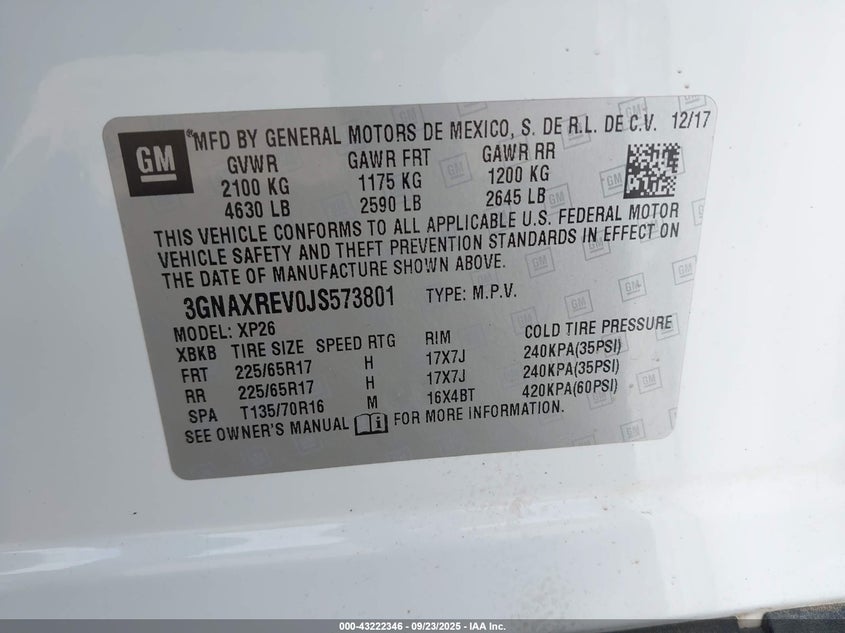 GM
®MFD BY GENERAL MOTORS DE MEXICO, S. DE R.L. DE C.V. 12/17
GVWR GAWR FRT GAWR RR
2100 KG 1175 KG 1200 KG
4630 LB 2590 LB 2645 LB
THIS VEHICLE CONFORMS TO ALL APPLICABLE U.S. FEDERAL MOTOR
VEHICLE SAFETY AND THEFT PREVENTION STANDARDS IN EFFECT ON
THE DATE OF MANUFACTURE SHOWN ABOVE.
3GNAXREV0JS573801 TYPE: M.P.V.
MODEL: XP26
XBKB TIRE SIZE SPEED RTG RIM COLD TIRE PRESSURE
FRT 225/65R17 H 17X7J 240KPA(35PSI)
RR 225/65R17 H 17X7J 240KPA(35PSI)
SPA T135/70R16 M 16X4BT 420KPA(60PSI)
SEE OWNER'S MANUAL FOR MORE INFORMATION.
000-43222346 - 09/23/2025 - IAA Inc.